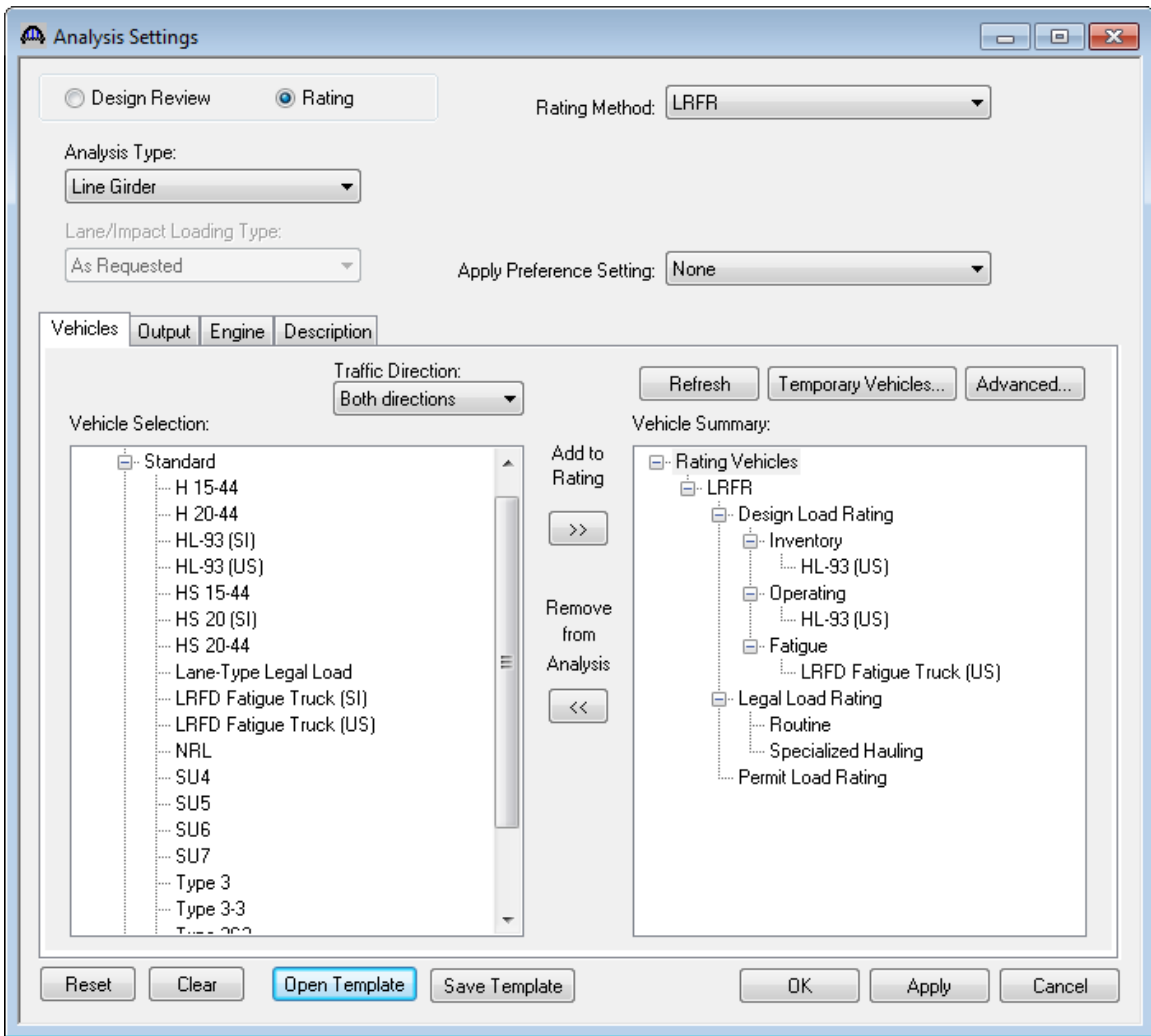 Analysis Settings
Design Review
Rating
Rating Method:
LRFR
Analysis Type:
Line Girder
Lane/Impact Loading Type:
As Requested
Apply Preference Setting:
None
Vehicles
Output
Engine
Description
Traffic Direction:
Both directions
Refresh
Temporary Vehicles...
Advanced...
Vehicle Selection:
Standard
H 15-44
H 20-44
HL-93 (SI)
HL-93 (US)
HS 15-44
HS 20 (SI)
HS 20-44
Lane-Type Legal Load
LRFD Fatigue Truck (SI)
LRFD Fatigue Truck (US)
NRL
SU4
SU5
SU6
SU7
Type 3
Type 3-3
Add to
Rating
>>
Remove
from
Analysis
<<
Vehicle Summary:
Rating Vehicles
LRFR
Design Load Rating
Inventory
HL-93 (US)
Operating
HL-93 (US)
Fatigue
LRFD Fatigue Truck (US)
Legal Load Rating
Routine
Specialized Hauling
Permit Load Rating
Reset
Clear
Open Template
Save Template
OK
Apply
Cancel